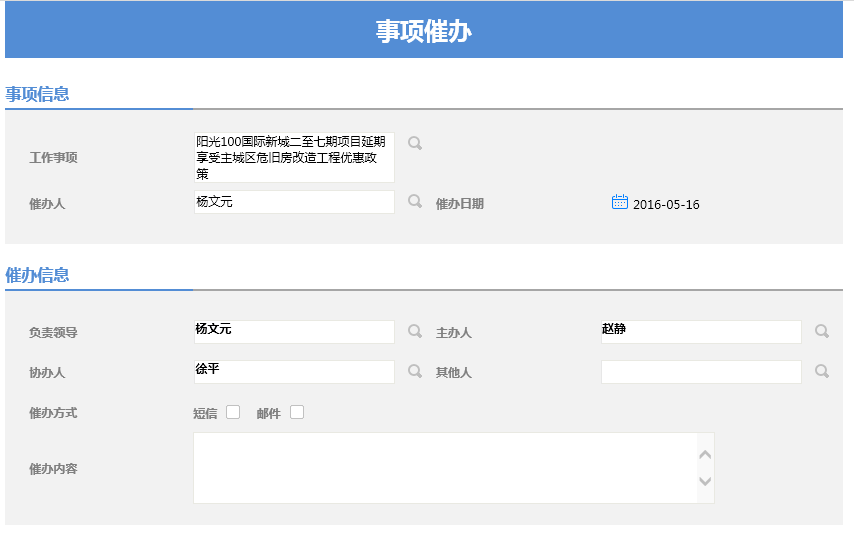 事项催办
事项信息
工作事项
阳光100国际新城二至七期项目延期
享受主城区危旧房改造工程优惠政
策
催办人 杨文元 催办日期 2016-05-16
催办信息
负责领导 杨文元 主办人 赵静
协办人 徐平 其他人
催办方式 短信 邮件
催办内容